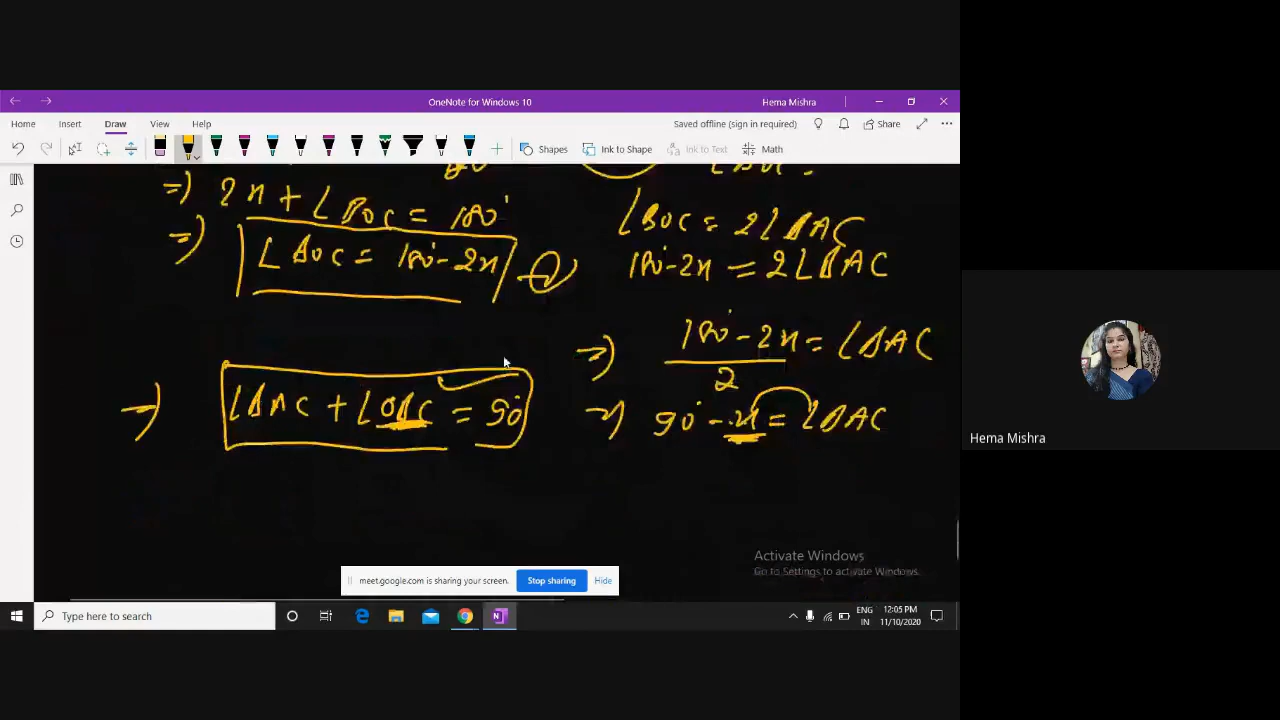 OneNote for Windows 10
Hema Mishra
Home Insert Draw View Help
Saved offline (sign in required)
Share
Shapes
Ink to Shape
Ink to Text
Math
=) 2x + ∠BOC = 180°
=) ∠BOC = 180° - 2x
∠BOC = 2∠BAC
180° - 2x = 2∠BAC
=) 180° - 2x = ∠BAC
2
=) ∠BAC + ∠OBC = 90°
=) 90° - x = ∠BAC
Hema Mishra
Activate Windows
Go to Settings to activate Windows.
meet.google.com is sharing your screen.
Stop sharing
Hide
Type here to search
ENG
IN
12:05 PM
11/10/2020